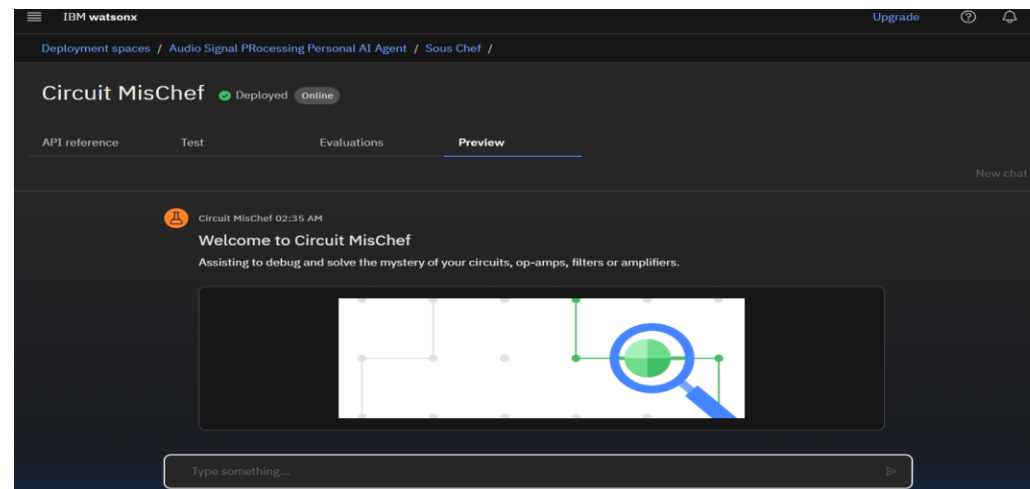 IBM watsonx Upgrade
Deployment spaces / Audio Signal PRocessing Personal AI Agent / Sous Chef /
Circuit MisChef Deployed Online
API reference Test Evaluations Preview
New chat
Circuit MisChef 02:35 AM
Welcome to Circuit MisChef
Assisting to debug and solve the mystery of your circuits, op-amps, filters or amplifiers.
Type something...